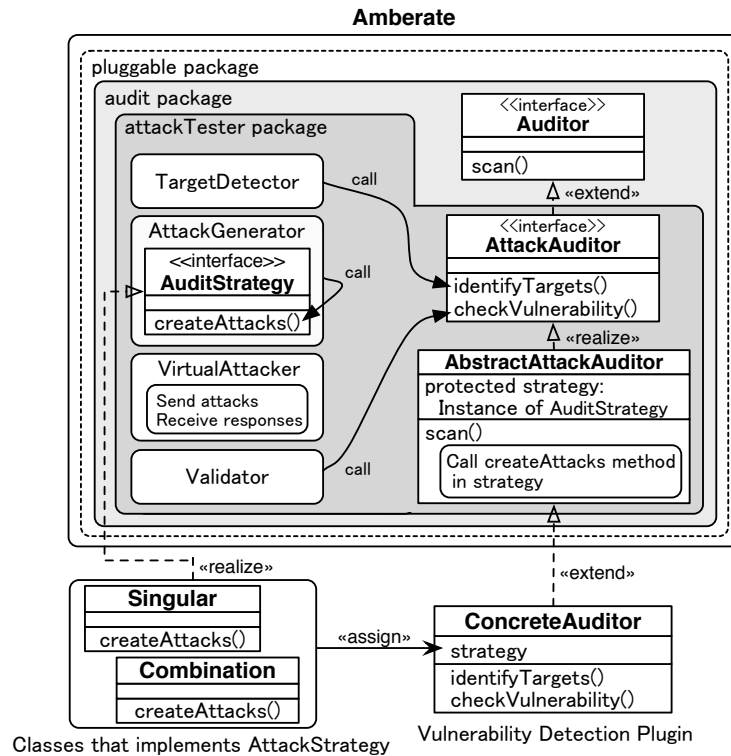 Amberate
pluggable package
audit package
attackTester package
<<interface>>
Auditor
scan()
«extend»
TargetDetector
call
AttackGenerator
<<interface>>
AuditStrategy
createAttacks()
call
<<interface>>
AttackAuditor
identifyTargets()
checkVulnerability()
«realize»
VirtualAttacker
Send attacks
Receive responses
Validator
call
AbstractAttackAuditor
protected strategy:
Instance of AuditStrategy
scan()
Call createAttacks method
in strategy
«realize»
«extend»
Singular
createAttacks()
Combination
createAttacks()
«assign»
ConcreteAuditor
strategy
identifyTargets()
checkVulnerability()
Classes that implements AttackStrategy
Vulnerability Detection Plugin